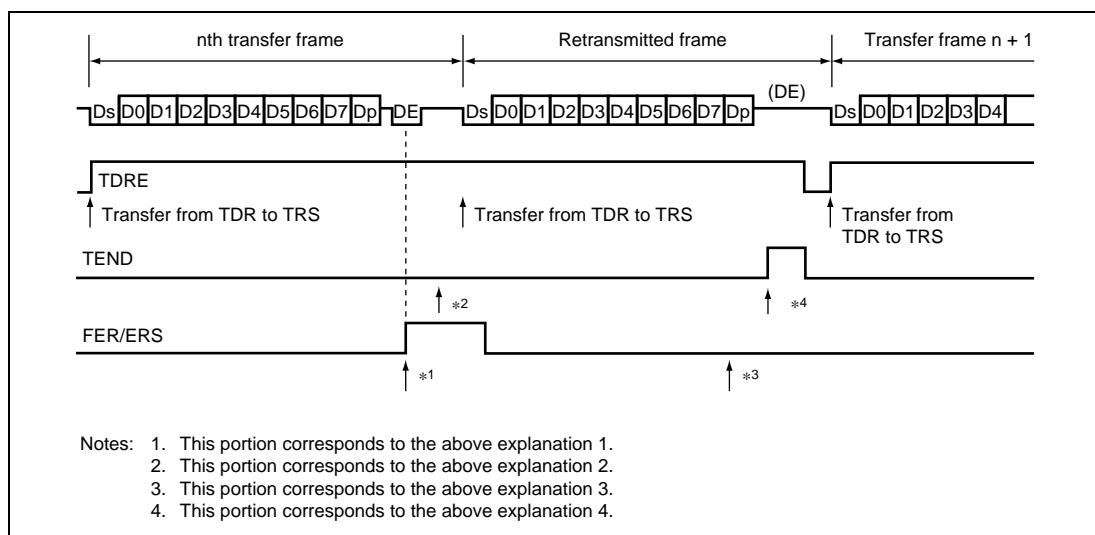 nth transfer frame Retransmitted frame Transfer frame n + 1
(DE)
Ds D0 D1 D2 D3 D4 D5 D6 D7 Dp DE Ds D0 D1 D2 D3 D4 D5 D6 D7 Dp Ds D0 D1 D2 D3 D4
TDRE
Transfer from TDR to TRS Transfer from TDR to TRS Transfer from
TDR to TRS
TEND
*2 *4
FER/ERS
*1 *3
Notes: 1. This portion corresponds to the above explanation 1.
2. This portion corresponds to the above explanation 2.
3. This portion corresponds to the above explanation 3.
4. This portion corresponds to the above explanation 4.